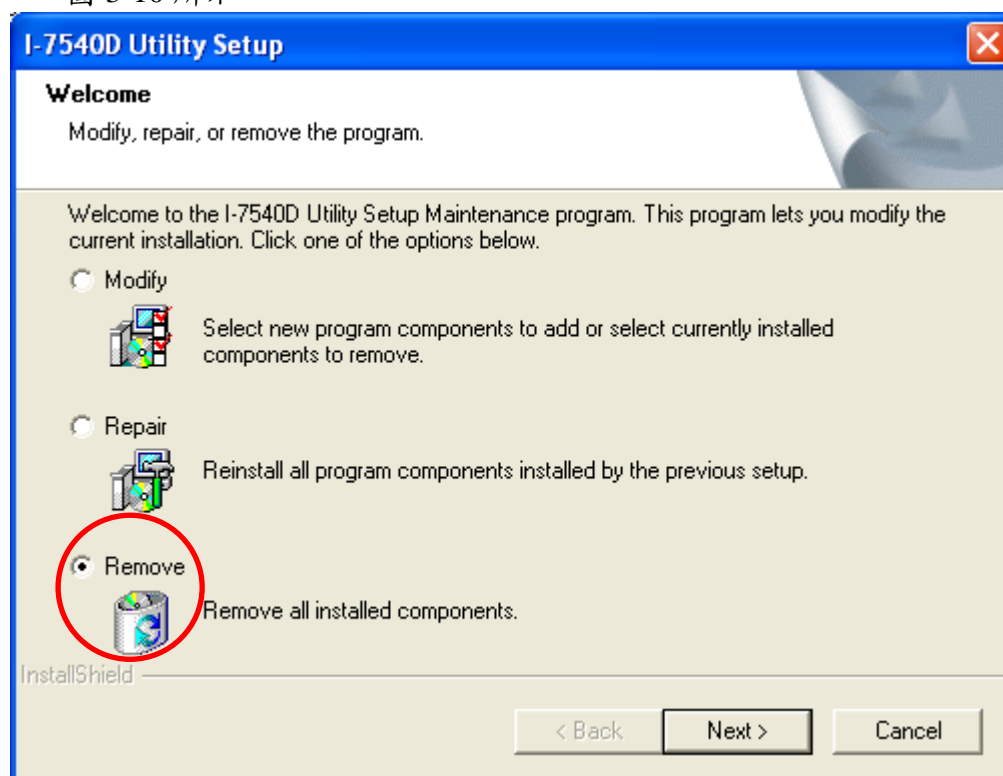 I-7540D Utility Setup
Welcome
Modify, repair, or remove the program.
Welcome to the I-7540D Utility Setup Maintenance program. This program lets you modify the
current installation. Click one of the options below.
Modify
Select new program components to add or select currently installed
components to remove.
Repair
Reinstall all program components installed by the previous setup.
Remove
Remove all installed components.
InstallShield
< Back
Next >
Cancel